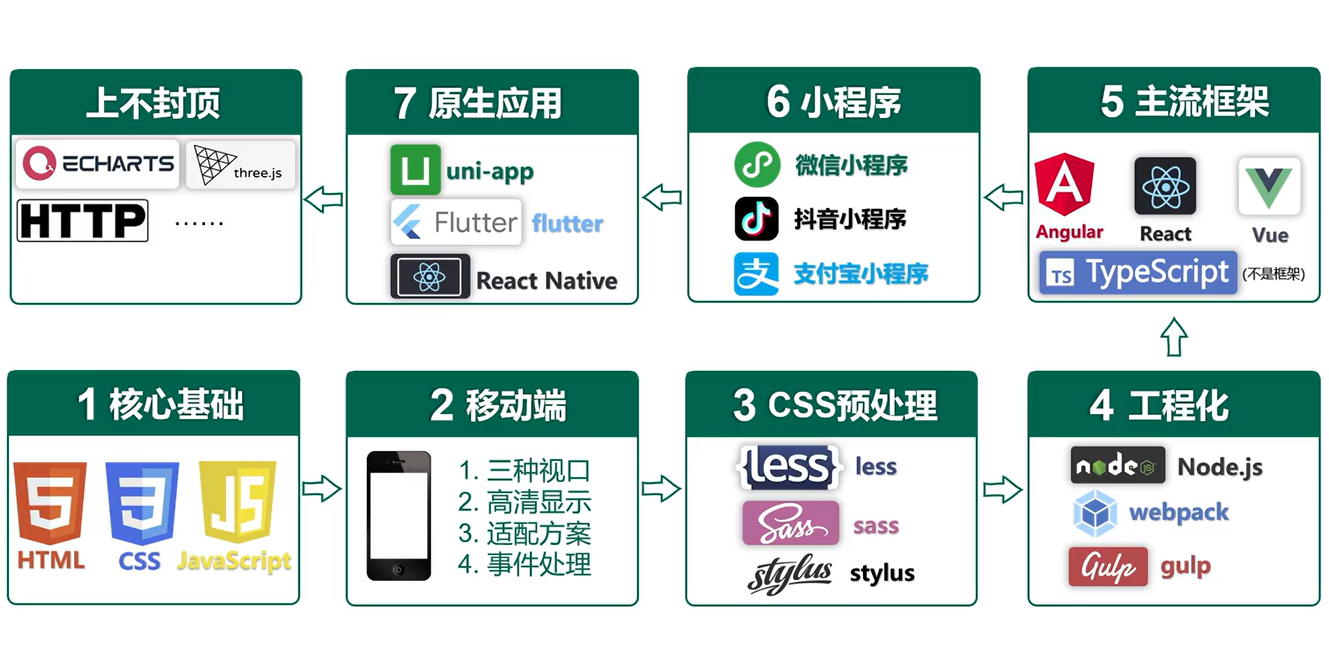 上不封顶
ECHARTS
three.js
HTTP
······
7 原生应用
uni-app
Flutter
flutter
React Native
6 小程序
微信小程序
抖音小程序
支
支付宝小程序
5 主流框架
A
Angular
React
Vue
TS TypeScript (不是框架)
1 核心基础
5
3
JS
HTML
CSS
JavaScript
2 移动端
1. 三种视口
2. 高清显示
3. 适配方案
4. 事件处理
3 CSS预处理
{less}
less
Sass
sass
stylus
stylus
4 工程化
node JS
Node.js
webpack
Gulp
gulp